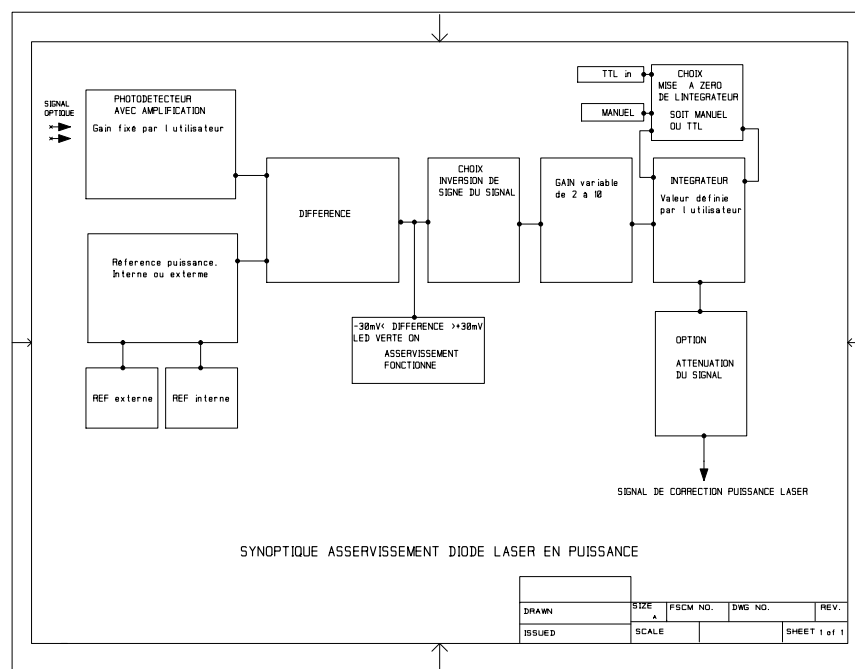 SIGNAL
OPTIQUE
PHOTODETECTEUR
AVEC AMPLIFICATION
Gain fixé par l utilisateur
DIFFERENCE
Réference puissance.
Interne ou externe
REF externe
REF interne
-30mV< DIFFERENCE >+30mV
LED VERTE ON
ASSERVISSEMENT
FONCTIONNE
CHOIX
INVERSION DE
SIGNE DU SIGNAL
GAIN variable
de 2 à 10
TTL in
MANUEL
CHOIX
MISE A ZERO
DE LINTEGRATEUR
SOIT MANUEL
OU TTL
INTEGRATEUR
Valeur définie
par l utilisateur
OPTION
ATTENUATION
DU SIGNAL
SIGNAL DE CORRECTION PUISSANCE LASER
SYNOPTIQUE ASSERVISSEMENT DIODE LASER EN PUISSANCE
DRAWN
ISSUED
SIZE
A
FSCM NO.
DWG NO.
REV.
SCALE
SHEET 1 of 1